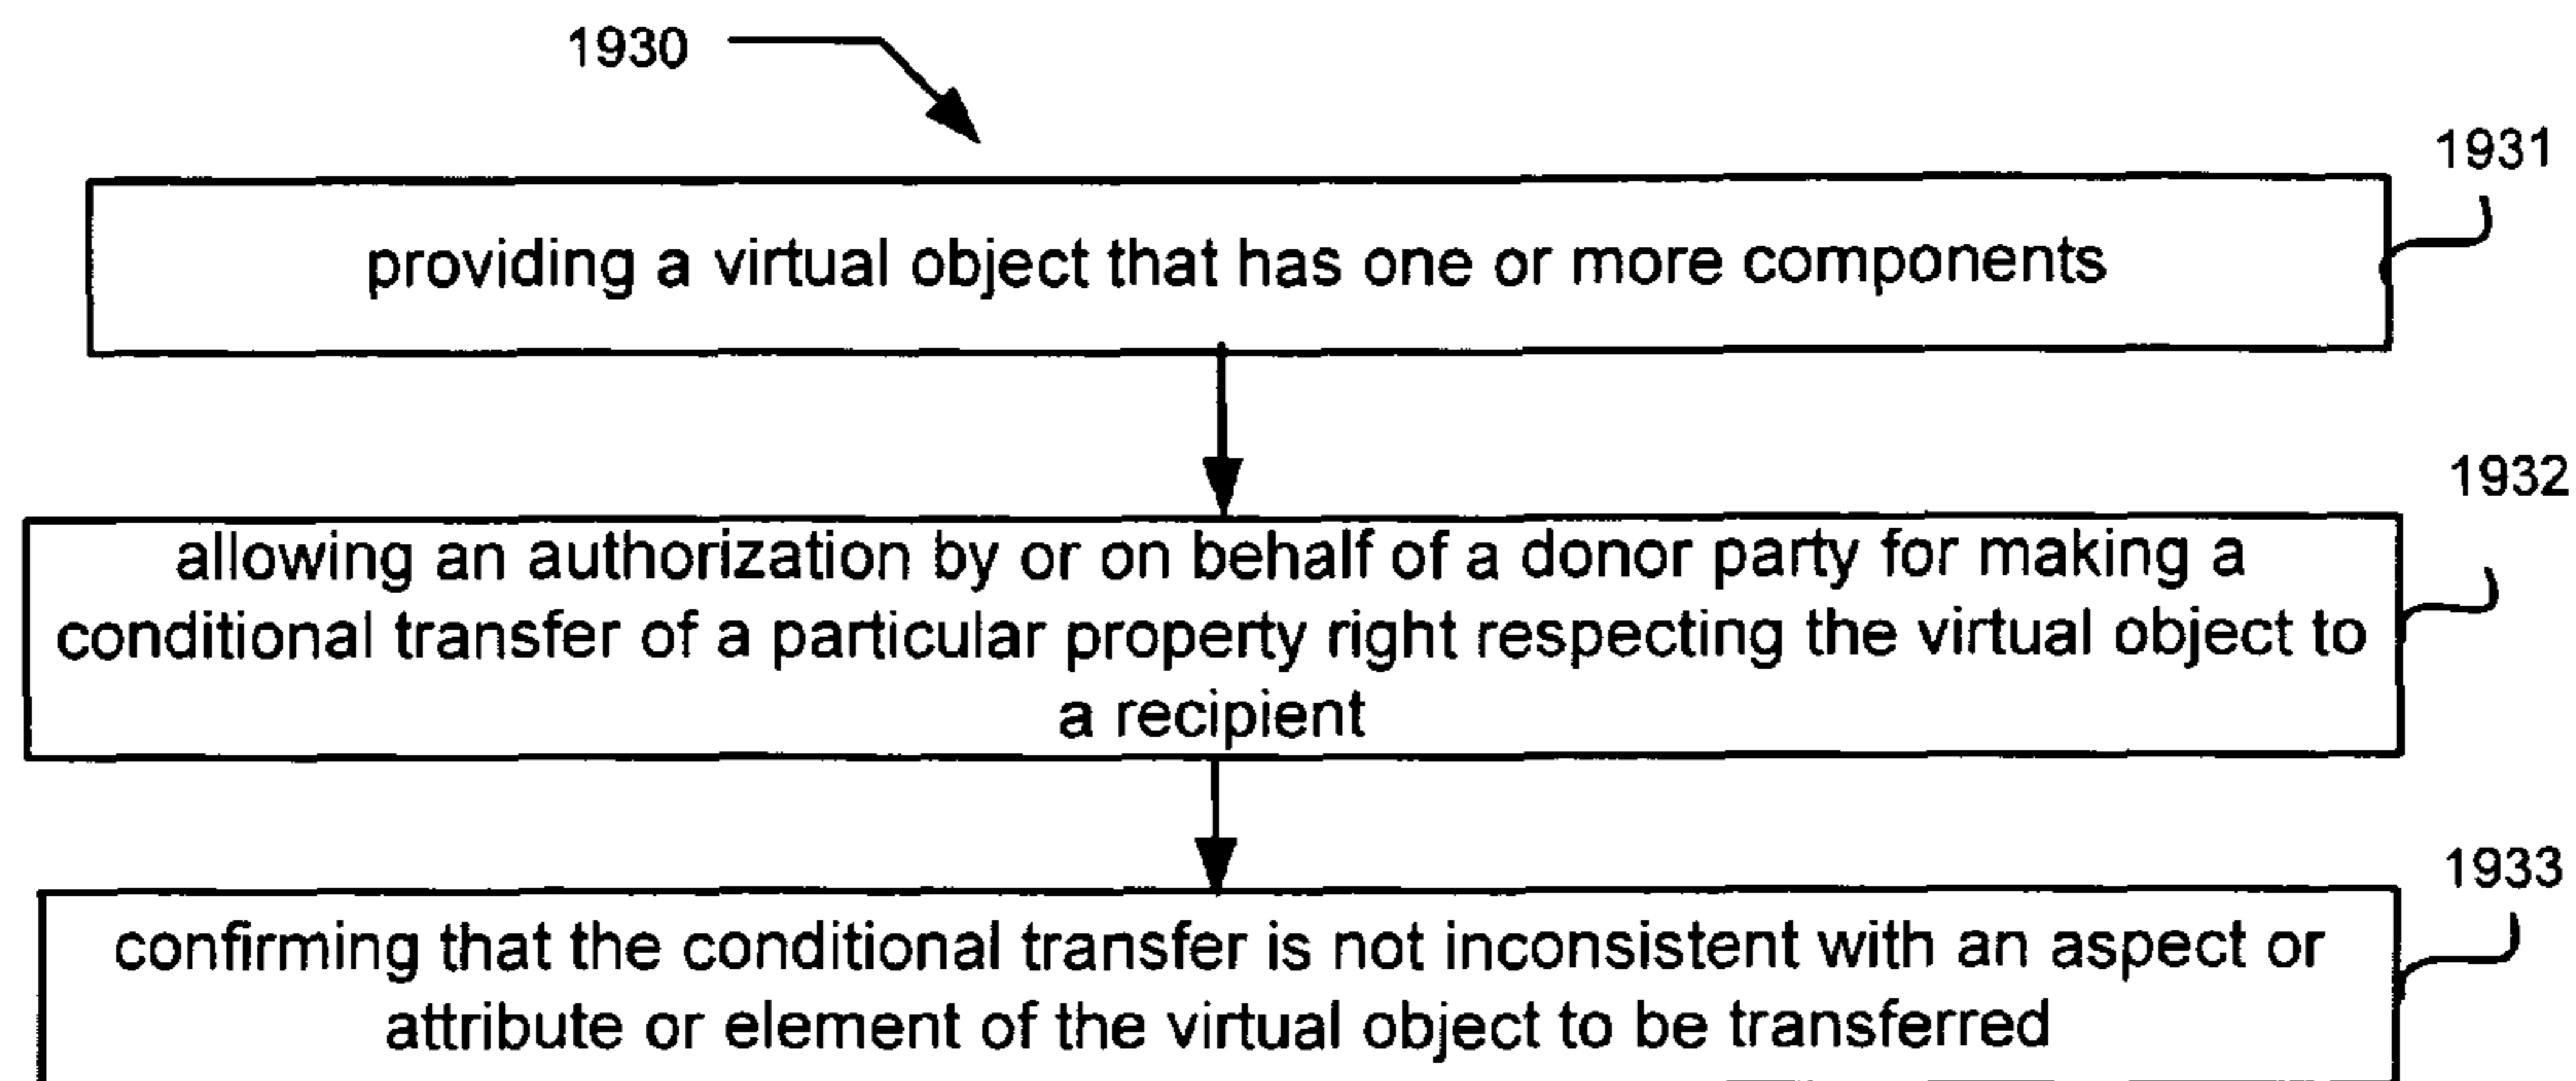 1930
1931
providing a virtual object that has one or more components
1932
allowing an authorization by or on behalf of a donor party for making a
conditional transfer of a particular property right respecting the virtual object to
a recipient
1933
confirming that the conditional transfer is not inconsistent with an aspect or
attribute or element of the virtual object to be transferred